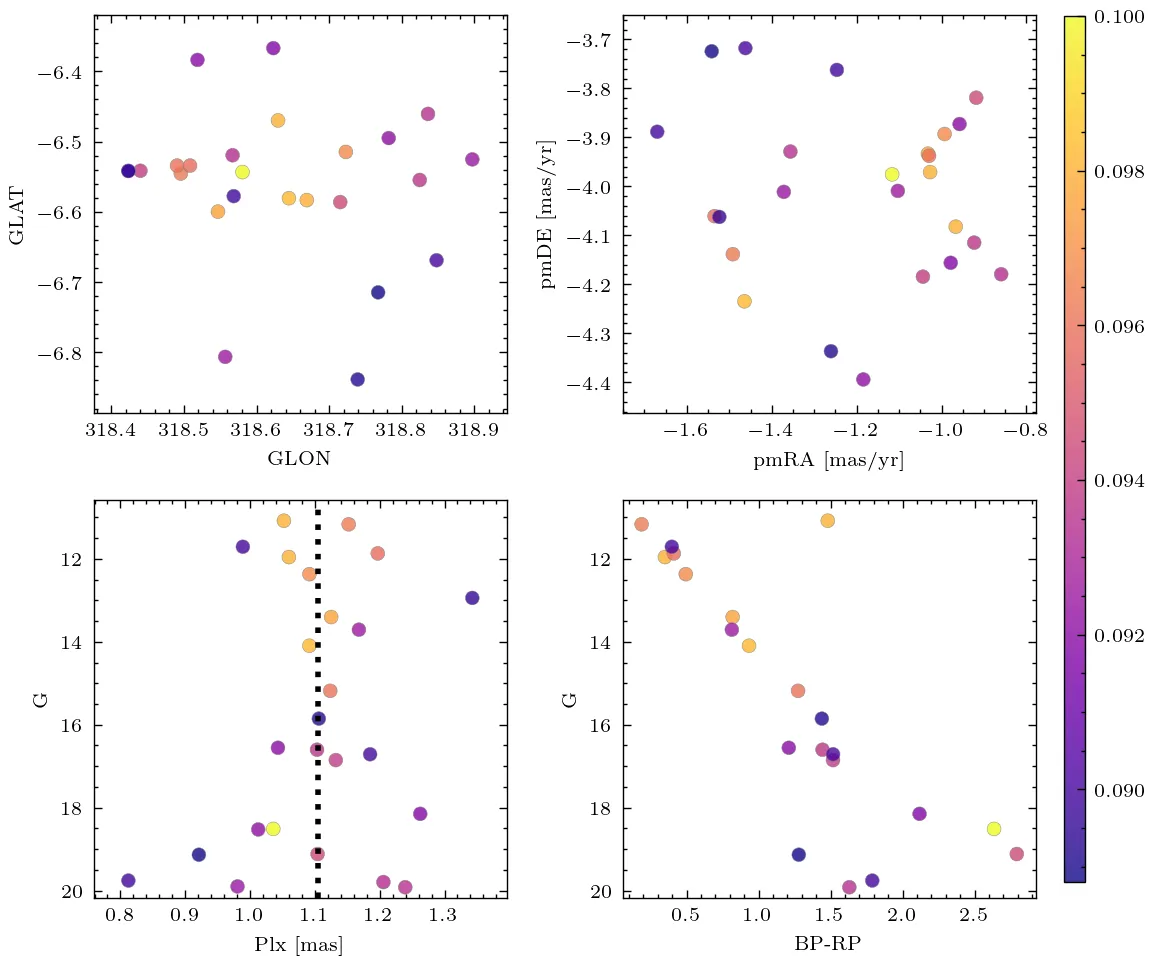 −6.4
−6.5
−6.6
−6.7
−6.8
GLAT
318.4 318.5 318.6 318.7 318.8 318.9
GLON
−3.7
−3.8
−3.9
−4.0
−4.1
−4.2
−4.3
−4.4
pmDE [mas/yr]
−1.6 −1.4 −1.2 −1.0 −0.8
pmRA [mas/yr]
12
14
16
18
20
G
0.8 0.9 1.0 1.1 1.2 1.3
Plx [mas]
12
14
16
18
20
G
0.5 1.0 1.5 2.0 2.5
BP-RP
0.100
0.098
0.096
0.094
0.092
0.090